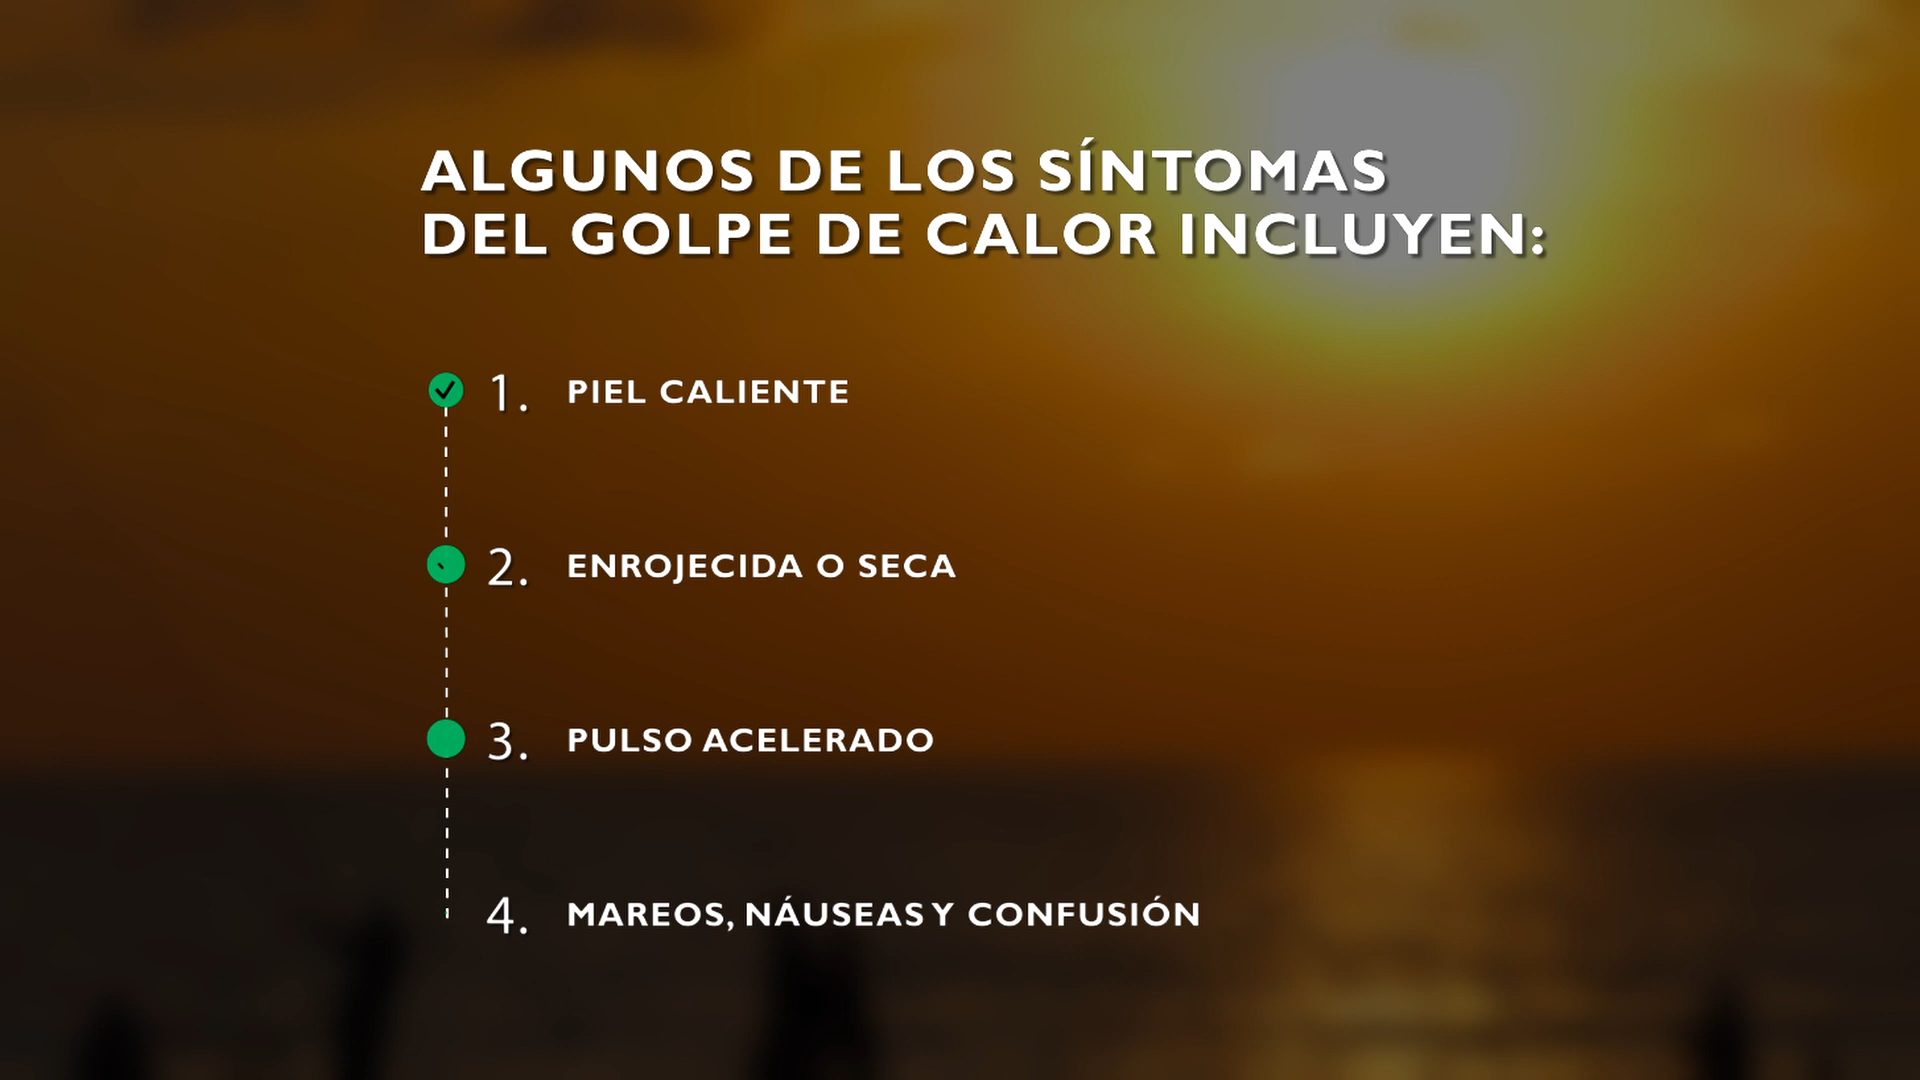 ALGUNOS DE LOS SÍNTOMAS
DEL GOLPE DE CALOR INCLUYEN:
1. PIEL CALIENTE
2. ENROJECIDA O SECA
3. PULSO ACELERADO
4. MAREOS, NÁUSEAS Y CONFUSIÓN